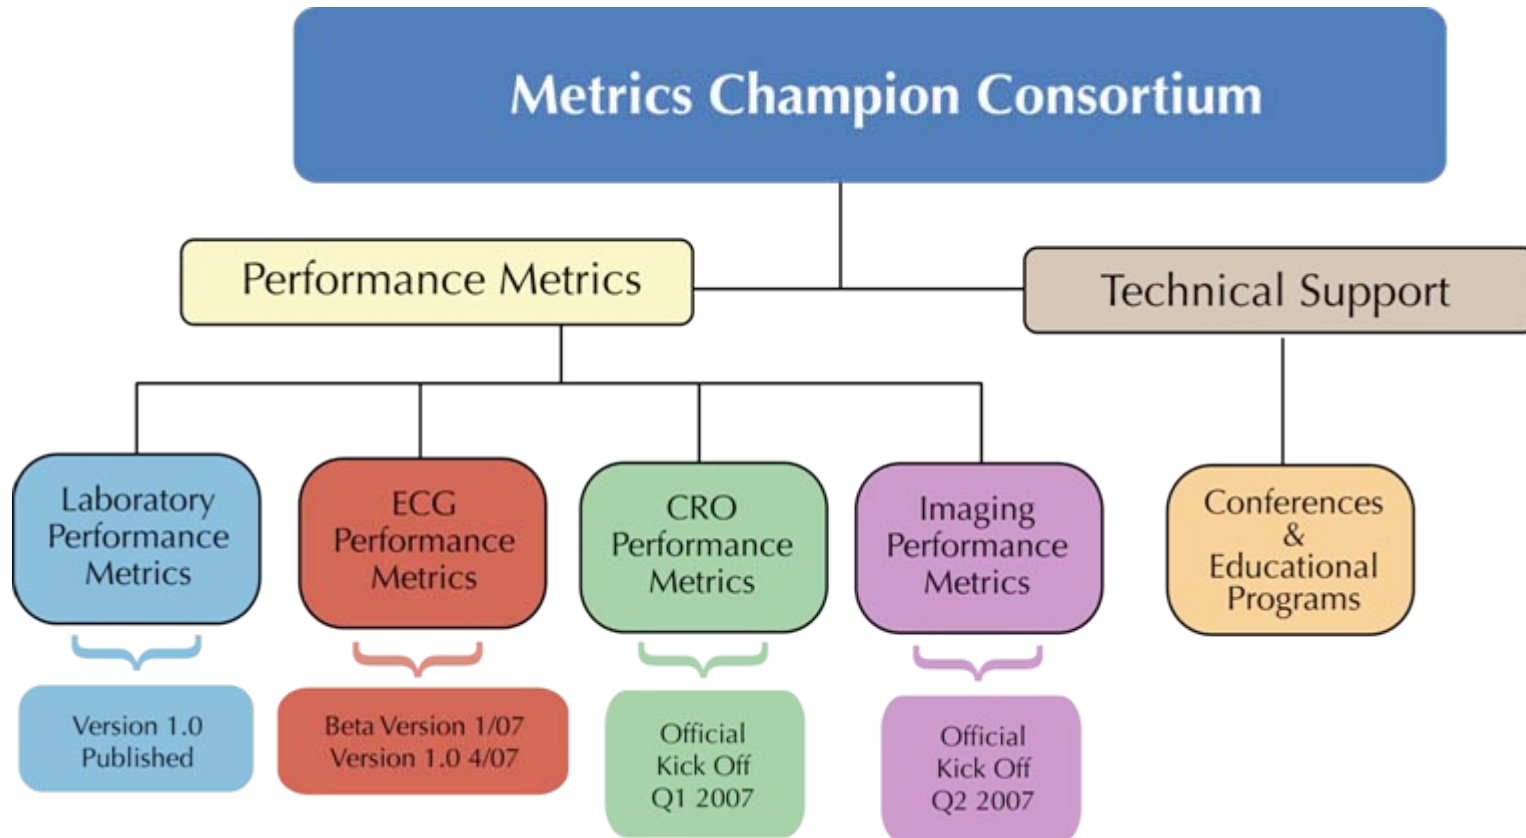 Metrics Champion Consortium
Performance Metrics
Technical Support
Laboratory
Performance
Metrics
ECG
Performance
Metrics
CRO
Performance
Metrics
Imaging
Performance
Metrics
Conferences
&
Educational
Programs
Version 1.0
Published
Beta Version 1/07
Version 1.0 4/07
Official
Kick Off
Q1 2007
Official
Kick Off
Q2 2007